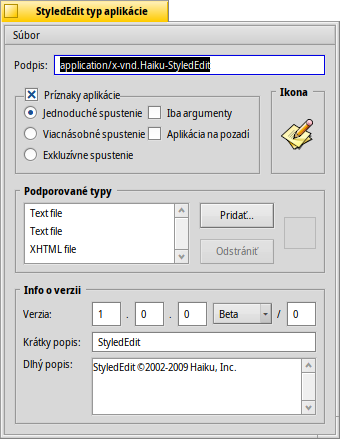 StyledEdit typ aplikácie
Súbor
Podpis: application/x-vnd.Haiku-StyledEdit
Príznaky aplikácie
Ikona
Jednoduché spustenie Iba argumenty
Viacnásobné spustenie Aplikácia na pozadí
Exkluzívne spustenie
Podporované typy
Text file
Text file
XHTML file
Pridať...
Odstrániť
Info o verzii
Verzia: 1 . 0 . 0 Beta / 0
Krátky popis: StyledEdit
Dlhý popis: StyledEdit ©2002-2009 Haiku, Inc.